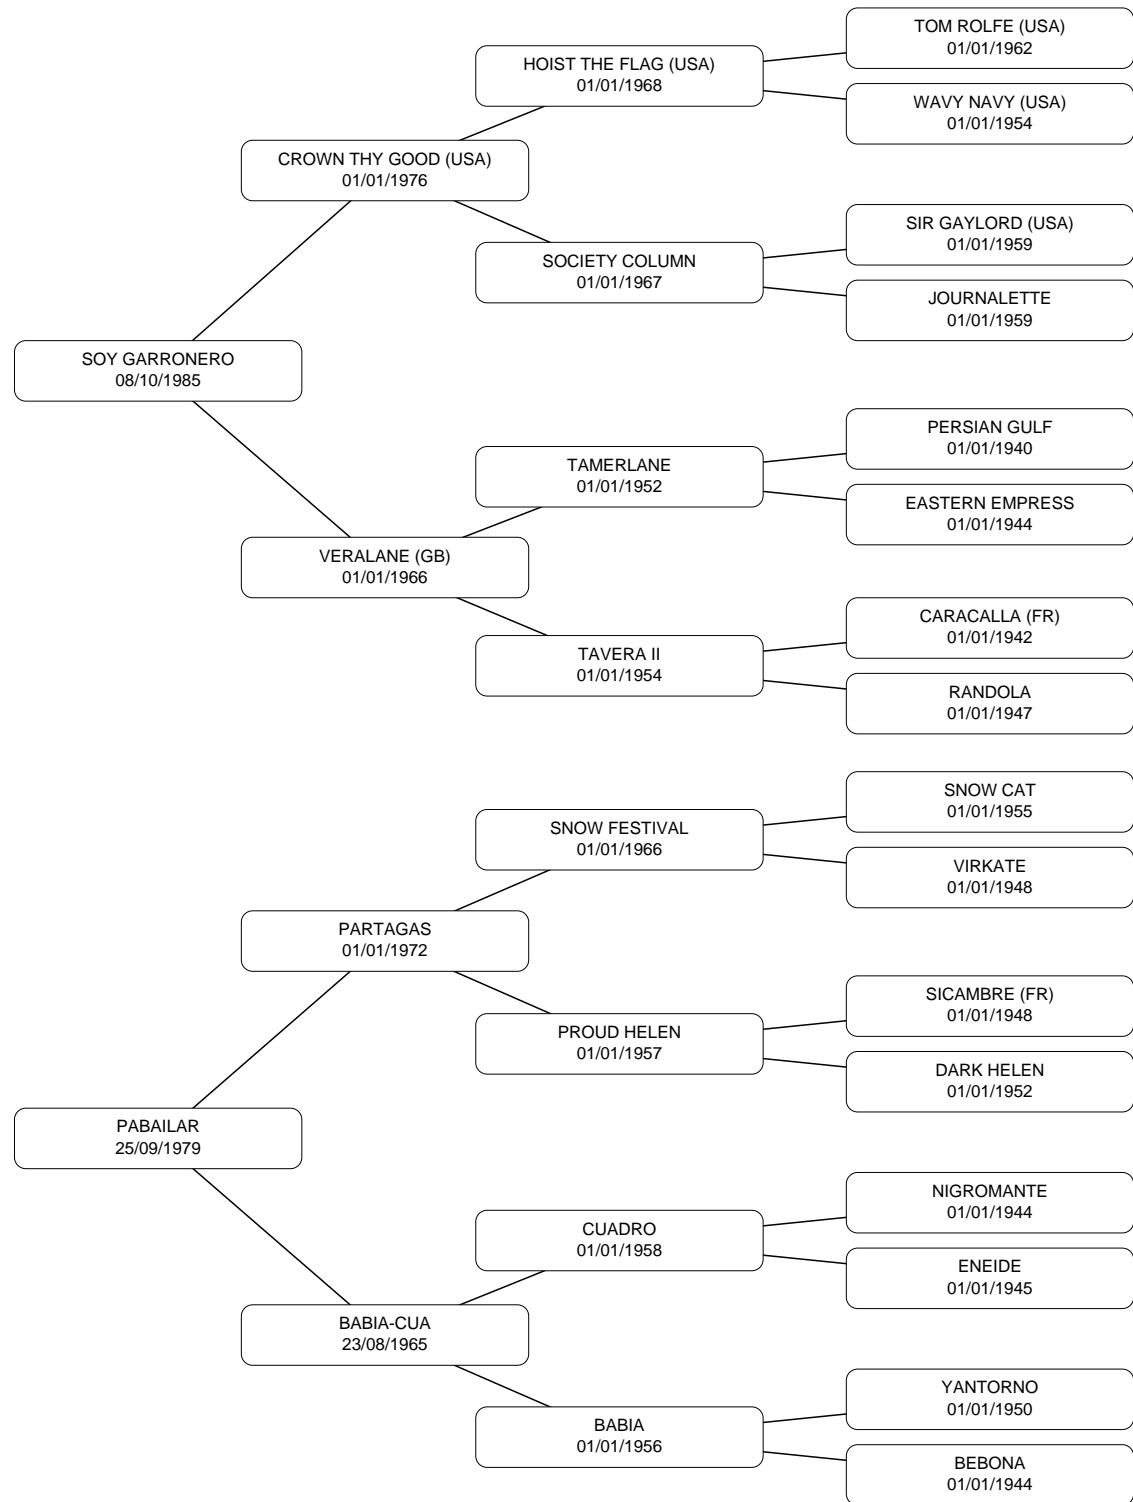 TOM ROLFE (USA)
01/01/1962
HOIST THE FLAG (USA)
01/01/1968
WAVY NAVY (USA)
01/01/1954
CROWN THY GOOD (USA)
01/01/1976
SIR GAYLORD (USA)
01/01/1959
SOCIETY COLUMN
01/01/1967
JOURNALETTE
01/01/1959
SOY GARRONERO
08/10/1985
PERSIAN GULF
01/01/1940
TAMERLANE
01/01/1952
EASTERN EMPRESS
01/01/1944
VERALANE (GB)
01/01/1966
CARACALLA (FR)
01/01/1942
TAVERA II
01/01/1954
RANDOLA
01/01/1947
SNOW CAT
01/01/1955
SNOW FESTIVAL
01/01/1966
VIRKATE
01/01/1948
PARTAGAS
01/01/1972
SICAMBRE (FR)
01/01/1948
PROUD HELEN
01/01/1957
DARK HELEN
01/01/1952
PABAILAR
25/09/1979
NIGROMANTE
01/01/1944
CUADRO
01/01/1958
ENEIDE
01/01/1945
BABIA-CUA
23/08/1965
YANTORNO
01/01/1950
BABIA
01/01/1956
BEBONA
01/01/1944